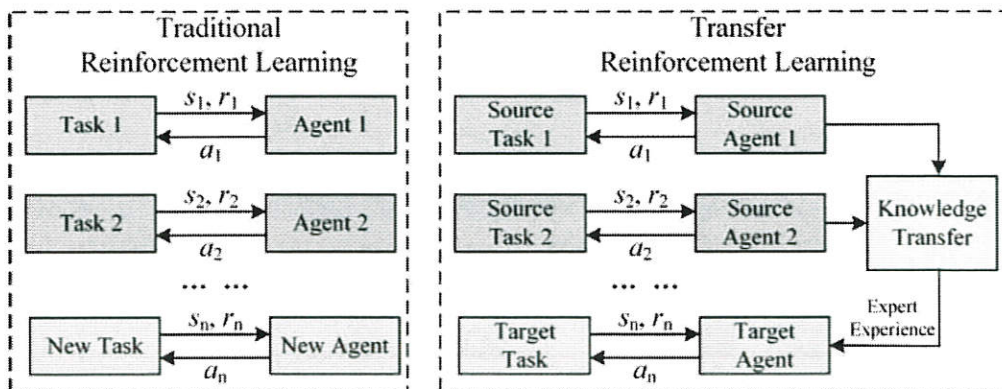 Traditional
Reinforcement Learning
Task 1
s1, r1
a1
Agent 1
Task 2
s2, r2
a2
Agent 2
... ...
New Task
sn, rn
an
New Agent
Transfer
Reinforcement Learning
Source
Task 1
s1, r1
a1
Source
Agent 1
Source
Task 2
s2, r2
a2
Source
Agent 2
Knowledge
Transfer
... ...
Target
Task
sn, rn
an
Target
Agent
Expert
Experience